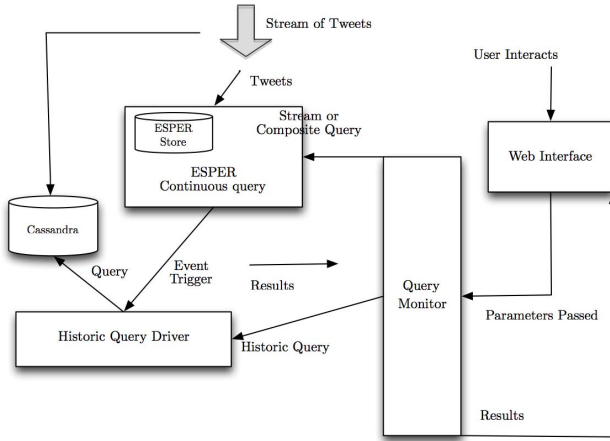 Stream of Tweets
User Interacts
Tweets
ESPER
Store
Stream or
Composite Query
ESPER
Continuous query
Web Interface
Cassandra
Query
Event
Trigger
Results
Query
Monitor
Parameters Passed
Historic Query Driver
Historic Query
Results